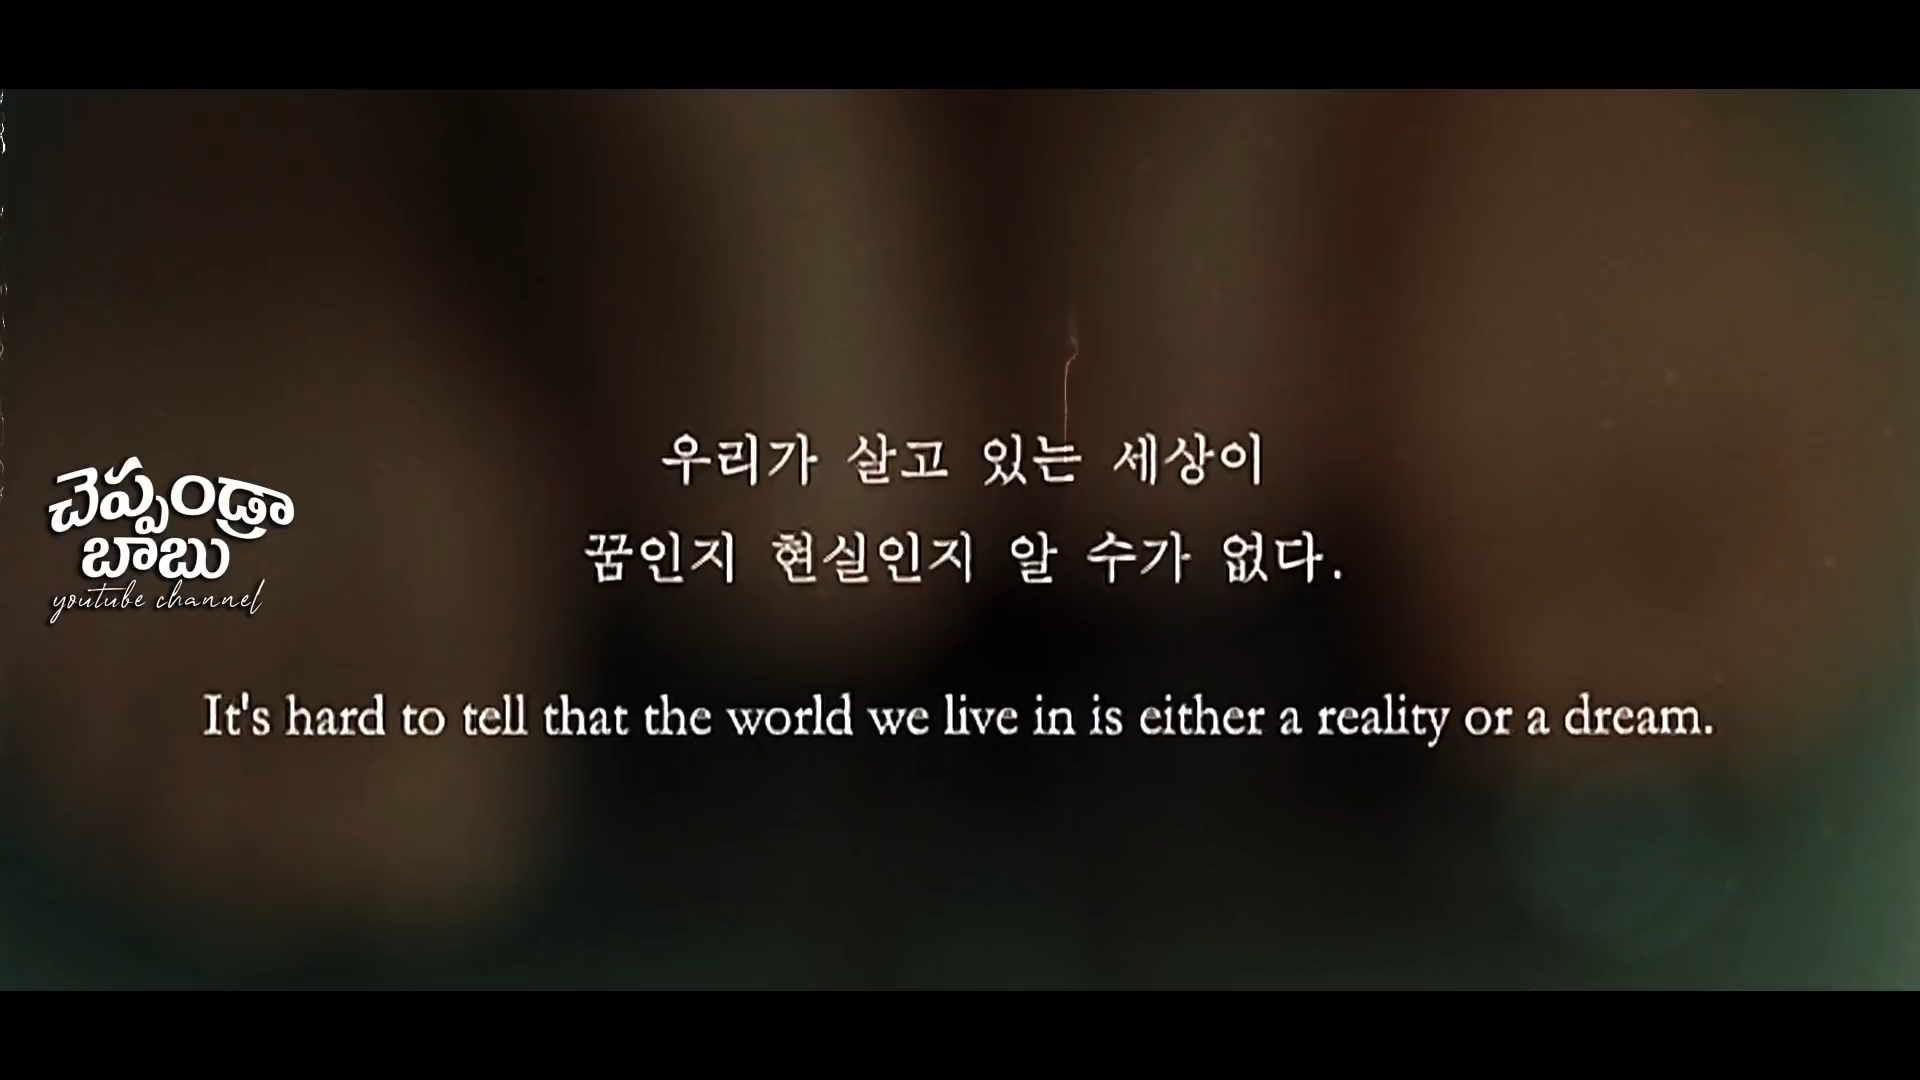 우리가 살고 있는 세상이
꿈인지 현실인지 알 수가 없다.
చెప్పండ్రా
బాబు
youtube channel
It's hard to tell that the world we live in is either a reality or a dream.